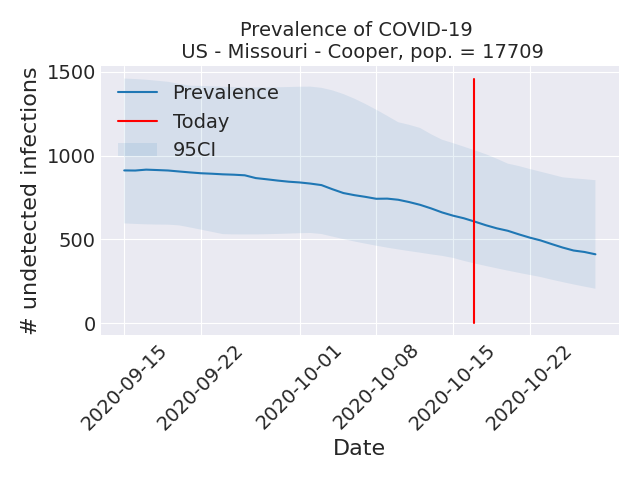 Prevalence of COVID-19
US - Missouri - Cooper, pop. = 17709
# undetected infections
1500
1000
500
0
Prevalence
Today
95CI
2020-09-15
2020-09-22
2020-10-01
2020-10-08
2020-10-15
2020-10-22
Date